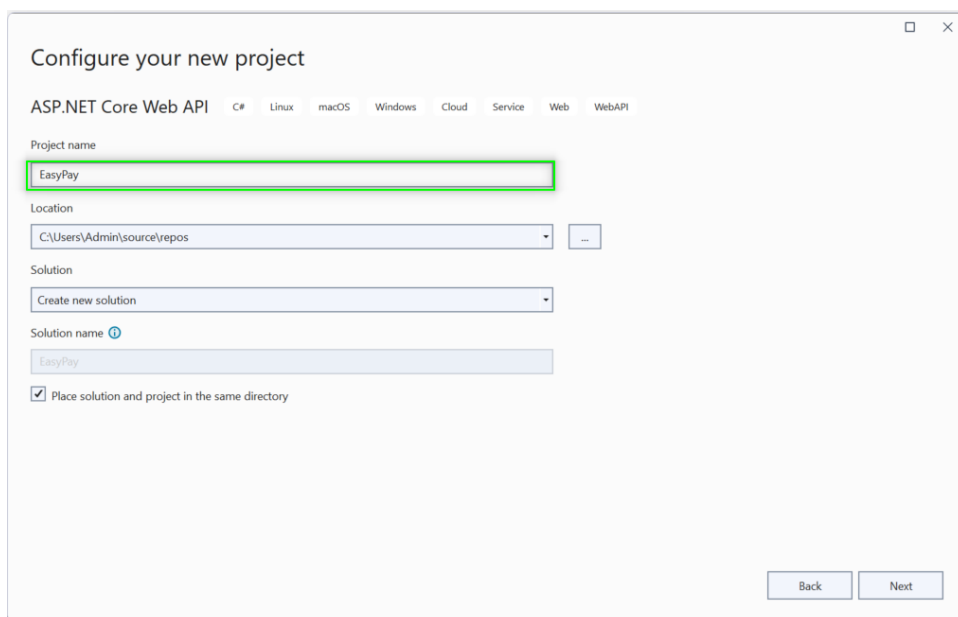 Configure your new project
ASP.NET Core Web API C# Linux macOS Windows Cloud Service Web WebAPI
Project name
EasyPay
Location
C:\Users\Admin\source\repos
...
Solution
Create new solution
Solution name
EasyPay
Place solution and project in the same directory
Back Next